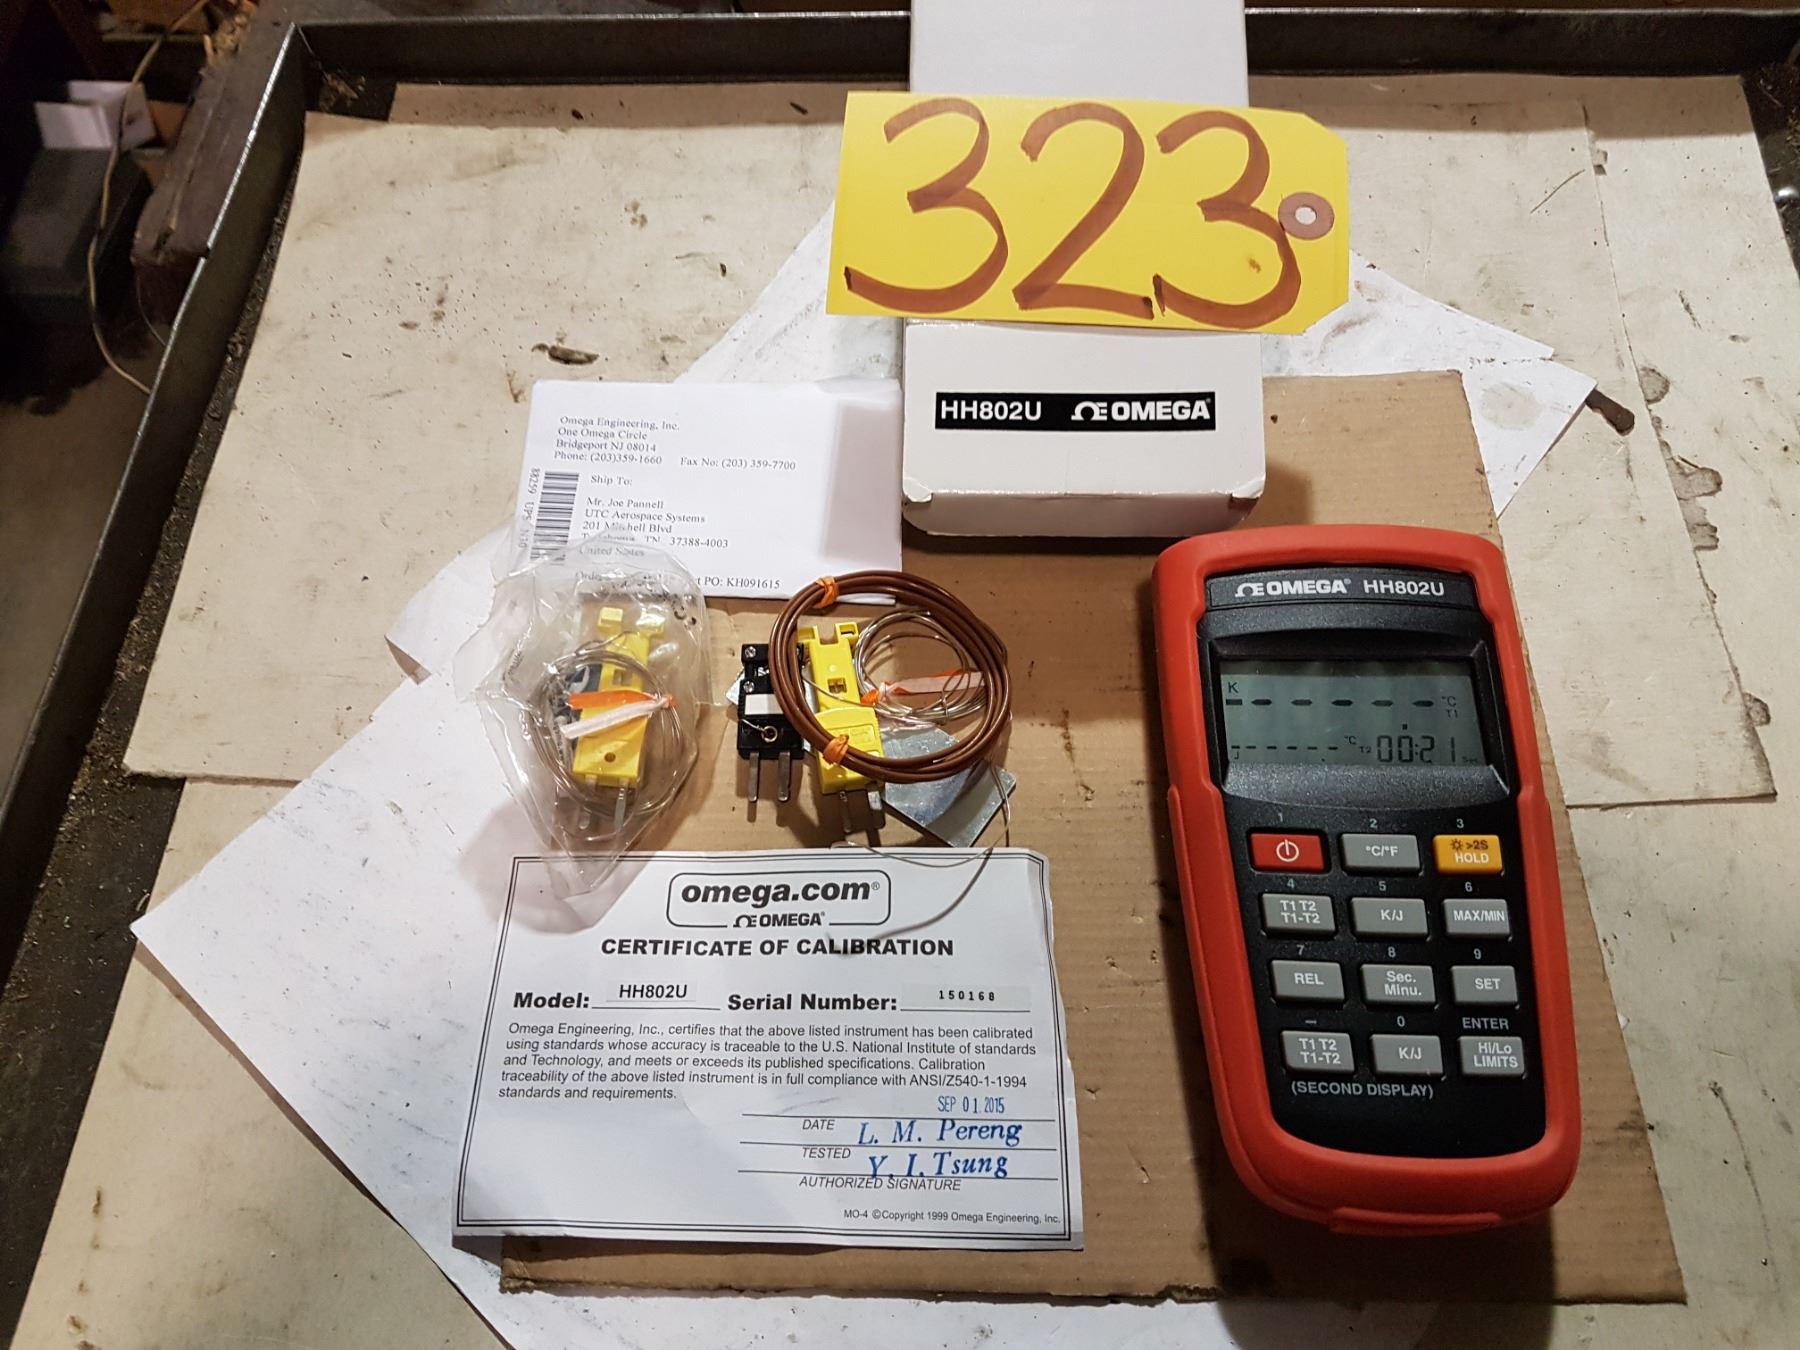 323
HH802U ΩE OMEGA®
Omega Engineering, Inc.
One Omega Circle
Bridgeport NJ 08014
Phone: (203)359-1660 Fax No: (203) 359-7700
Ship To:
Mr. Joe Pannell
UTC Aerospace Systems
201 Mitchell Blvd
TN 37388-4003
United States
PO: KH091615
88259 UPS
ΩE OMEGA® HH802U
K
- - - - - - °C
T1
J - - - - - °C T2 00:21
1 2 3
°C/°F >2S
HOLD
4 5 6
T1 T2
T1-T2 K/J MAX/MIN
7 8 9
REL Sec.
Minu. SET
– 0 ENTER
T1 T2
T1-T2 K/J Hi/Lo
LIMITS
(SECOND DISPLAY)
omega.com®
ΩE OMEGA®
CERTIFICATE OF CALIBRATION
Model: HH802U Serial Number: 150168
Omega Engineering, Inc., certifies that the above listed instrument has been calibrated
using standards whose accuracy is traceable to the U.S. National Institute of standards
and Technology, and meets or exceeds its published specifications. Calibration
traceability of the above listed instrument is in full compliance with ANSI/Z540-1-1994
standards and requirements.
SEP 01.2015
DATE
L. M. Pereng
TESTED
Y. I. Tsung
AUTHORIZED SIGNATURE
MO-4 ©Copyright 1999 Omega Engineering, Inc.